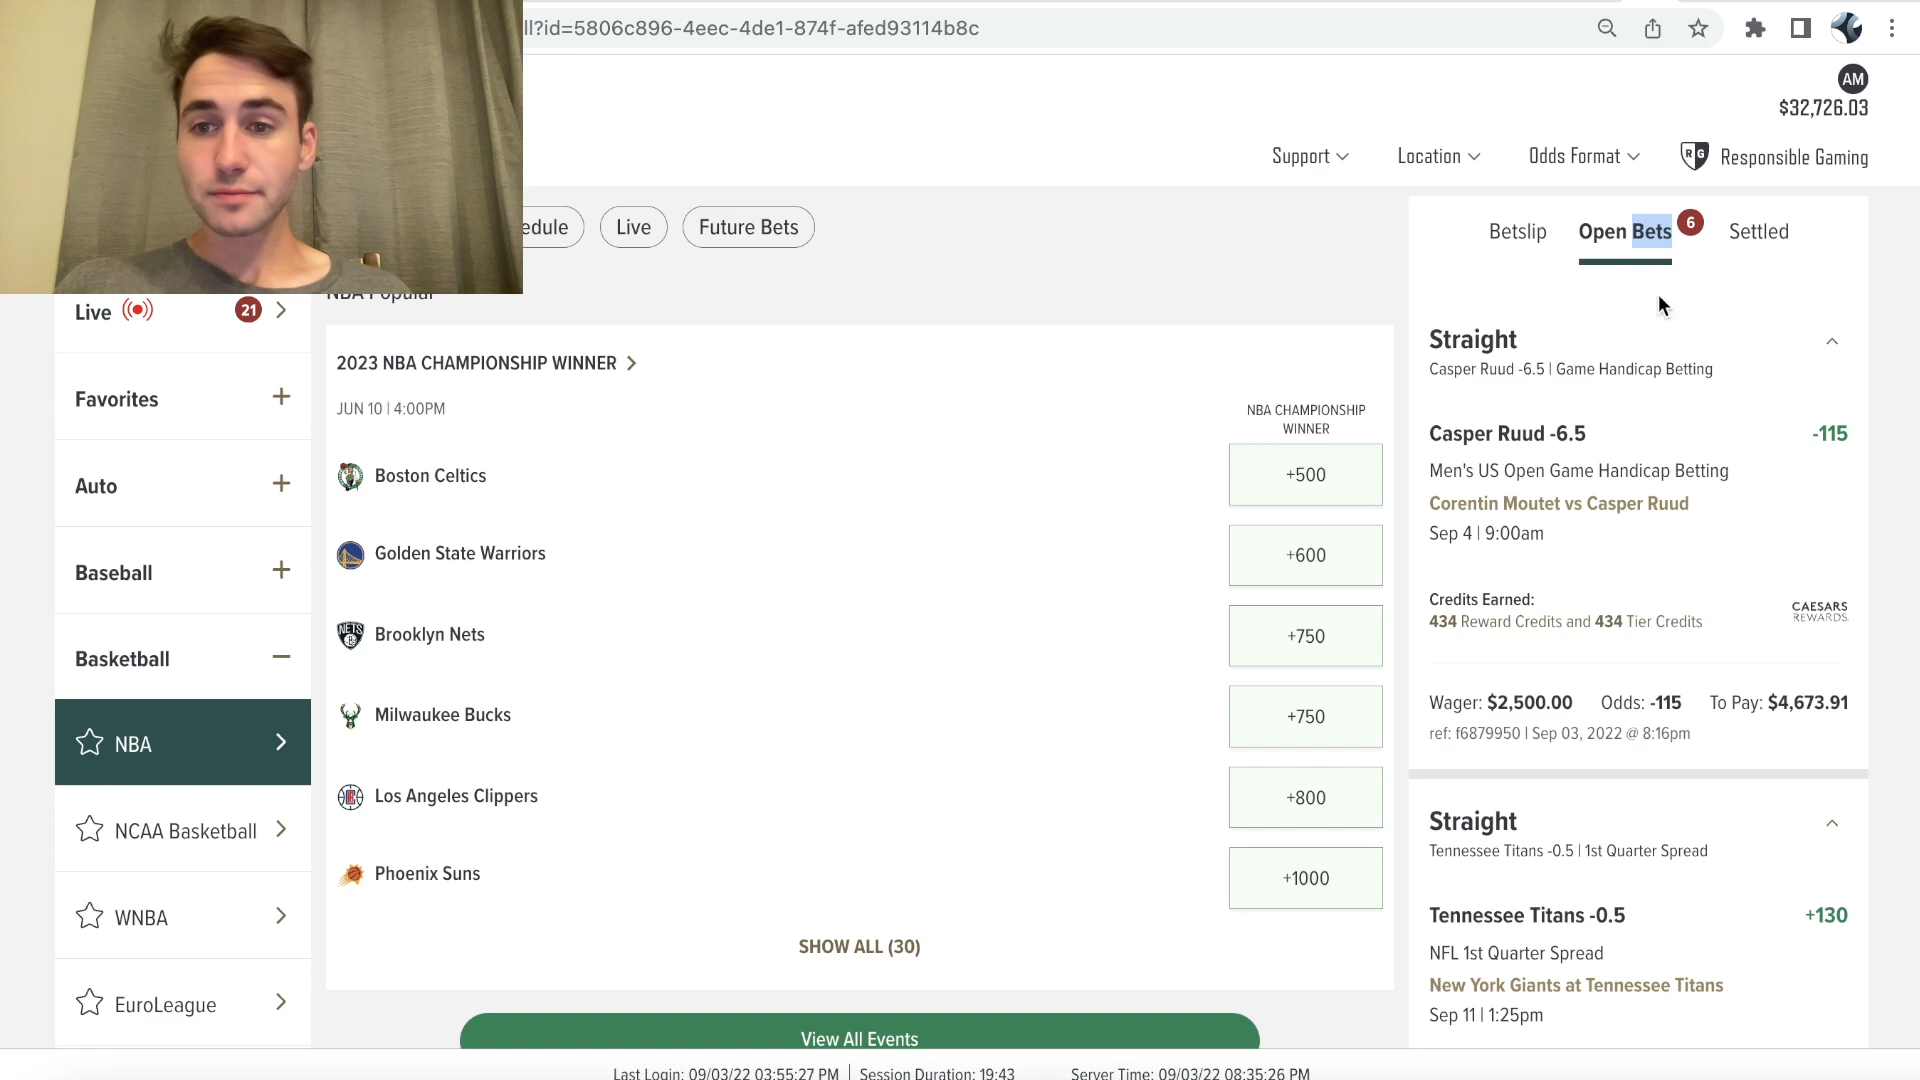 ll?id=5806c896-4eec-4de1-874f-afed93114b8c
AM
$32,726.03
Support
Location
Odds Format
RG
Responsible Gaming
edule
Live
Future Bets
Betslip
Open Bets
6
Settled
Live
21
Favorites
Auto
Baseball
Basketball
NBA
NCAA Basketball
WNBA
EuroLeague
NBA Popular
2023 NBA CHAMPIONSHIP WINNER
JUN 10 | 4:00PM
NBA CHAMPIONSHIP
WINNER
Boston Celtics
+500
Golden State Warriors
+600
NETS
Brooklyn Nets
+750
Milwaukee Bucks
+750
Los Angeles Clippers
+800
Phoenix Suns
+1000
SHOW ALL (30)
View All Events
Straight
Casper Ruud -6.5 | Game Handicap Betting
Casper Ruud -6.5
-115
Men's US Open Game Handicap Betting
Corentin Moutet vs Casper Ruud
Sep 4 | 9:00am
Credits Earned:
434 Reward Credits and 434 Tier Credits
CAESARS
REWARDS.
Wager: $2,500.00 Odds: -115 To Pay: $4,673.91
ref: f6879950 | Sep 03, 2022 @ 8:16pm
Straight
Tennessee Titans -0.5 | 1st Quarter Spread
Tennessee Titans -0.5
+130
NFL 1st Quarter Spread
New York Giants at Tennessee Titans
Sep 11 | 1:25pm
Last Login: 09/03/22 03:55:27 PM | Session Duration: 19:43
Server Time: 09/03/22 08:35:26 PM